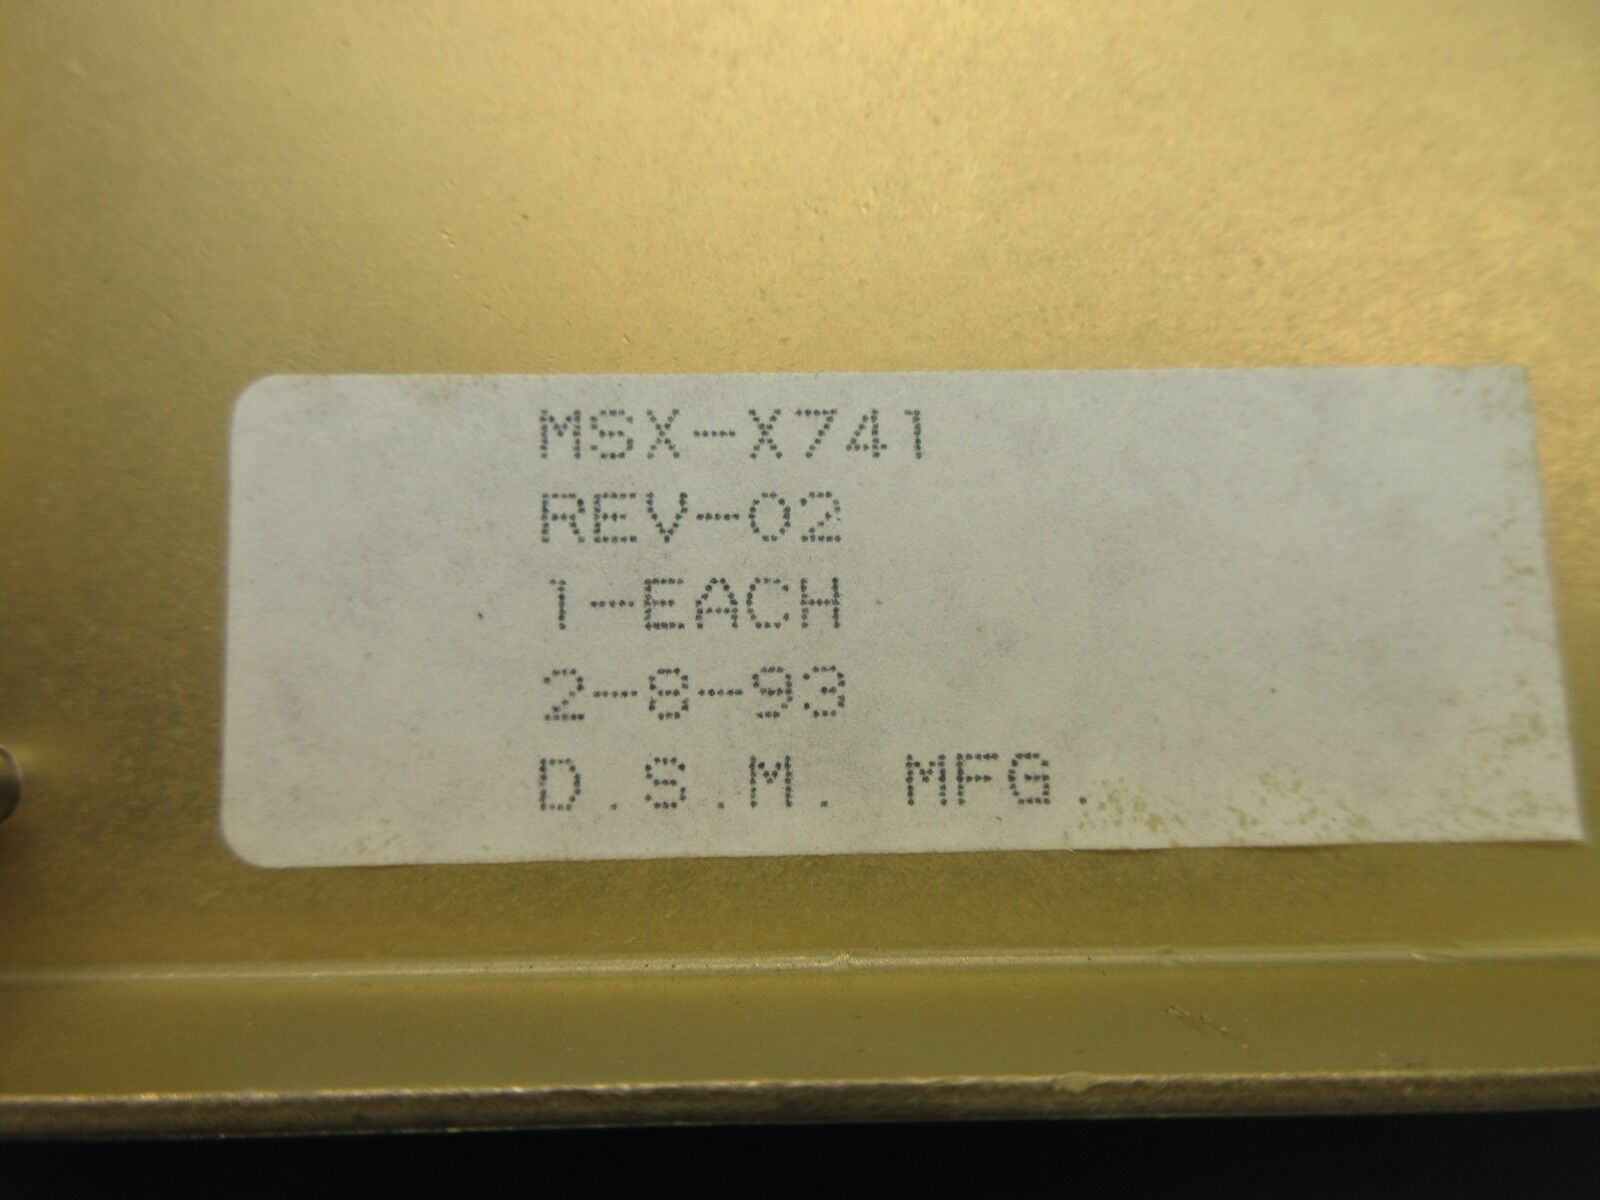 MSX-X741
REV-02
1-EACH
2-8-93
D.S.M. MFG.